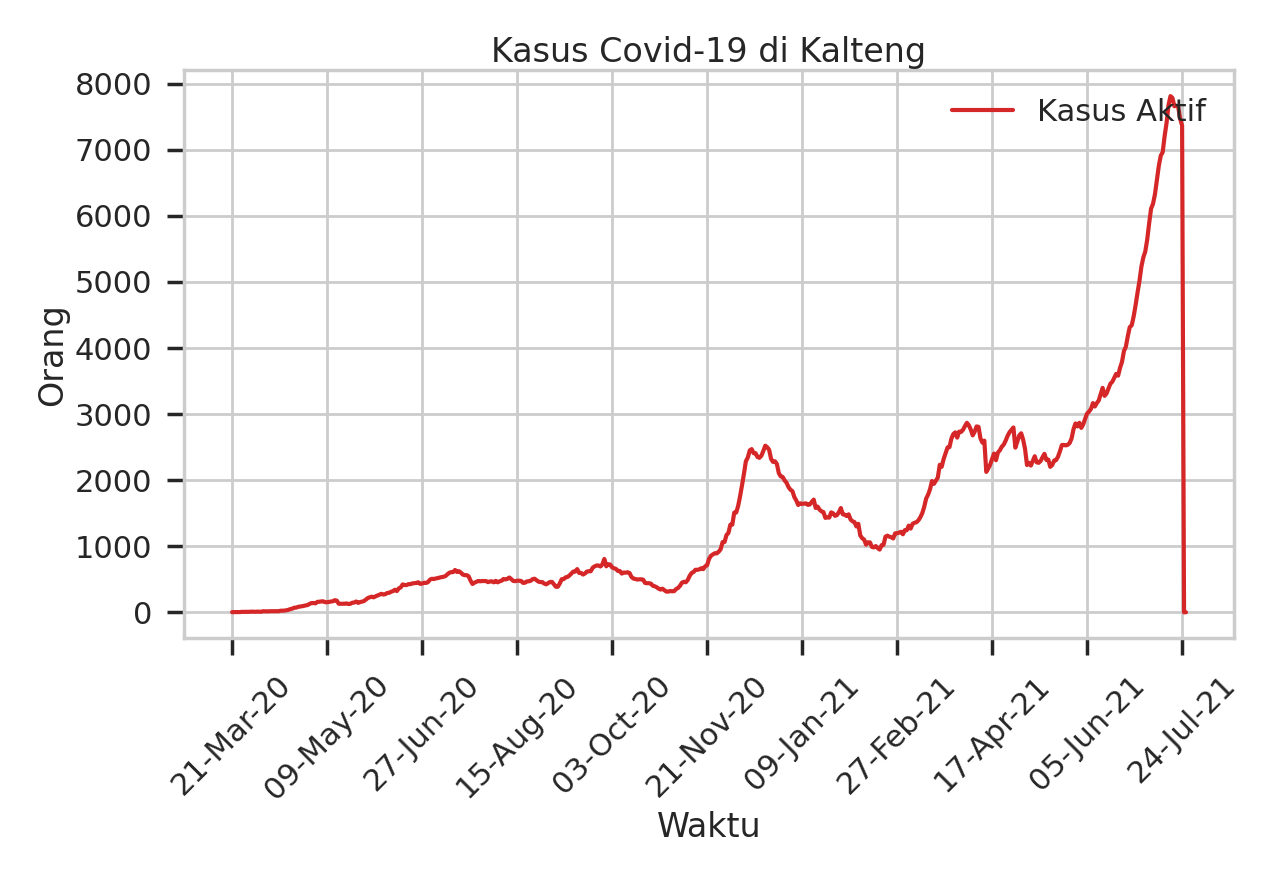 Kasus Covid-19 di Kalteng
Kasus Aktif
8000
7000
6000
5000
4000
3000
2000
1000
0
Orang
21-Mar-20
09-May-20
27-Jun-20
15-Aug-20
03-Oct-20
21-Nov-20
09-Jan-21
27-Feb-21
17-Apr-21
05-Jun-21
24-Jul-21
Waktu